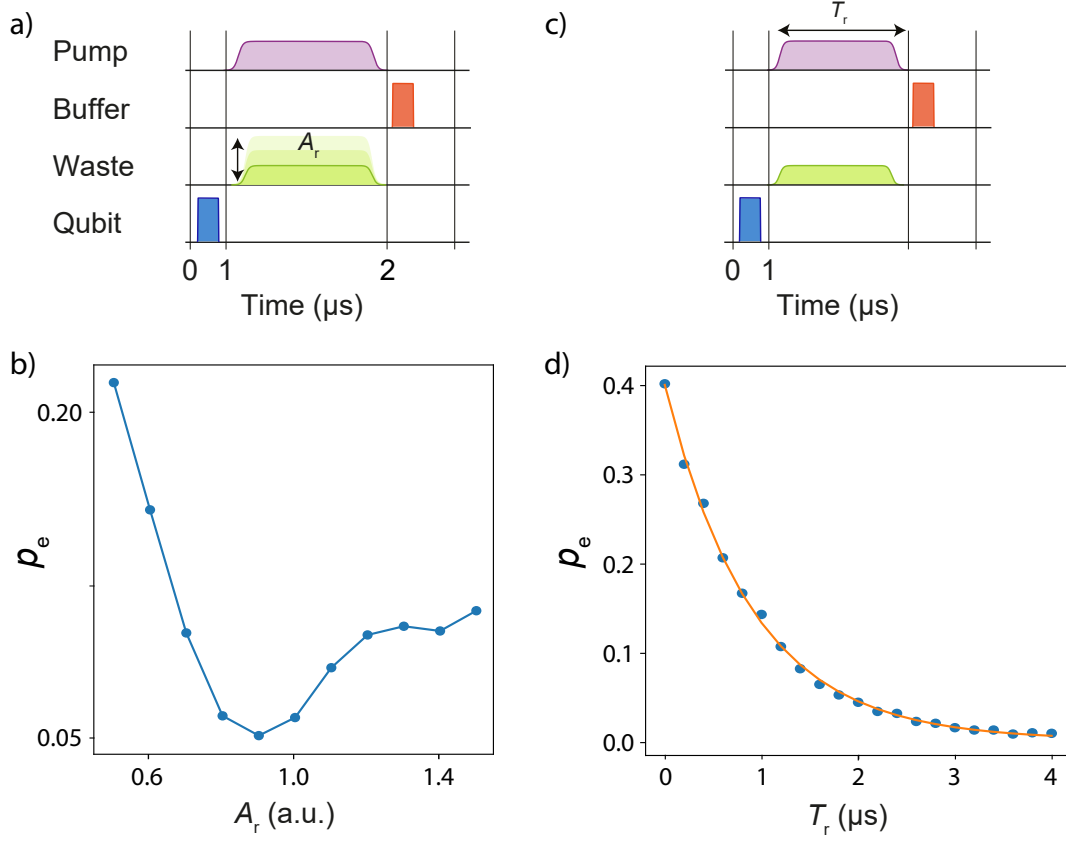 a)
Pump
Buffer
Waste
Qubit
A_r
0 1 2
Time (µs)
c)
T_r
0 1
Time (µs)
b)
0.20
0.05
p_e
0.6 1.0 1.4
A_r (a.u.)
d)
0.4
0.3
0.2
0.1
0.0
p_e
0 1 2 3 4
T_r (µs)